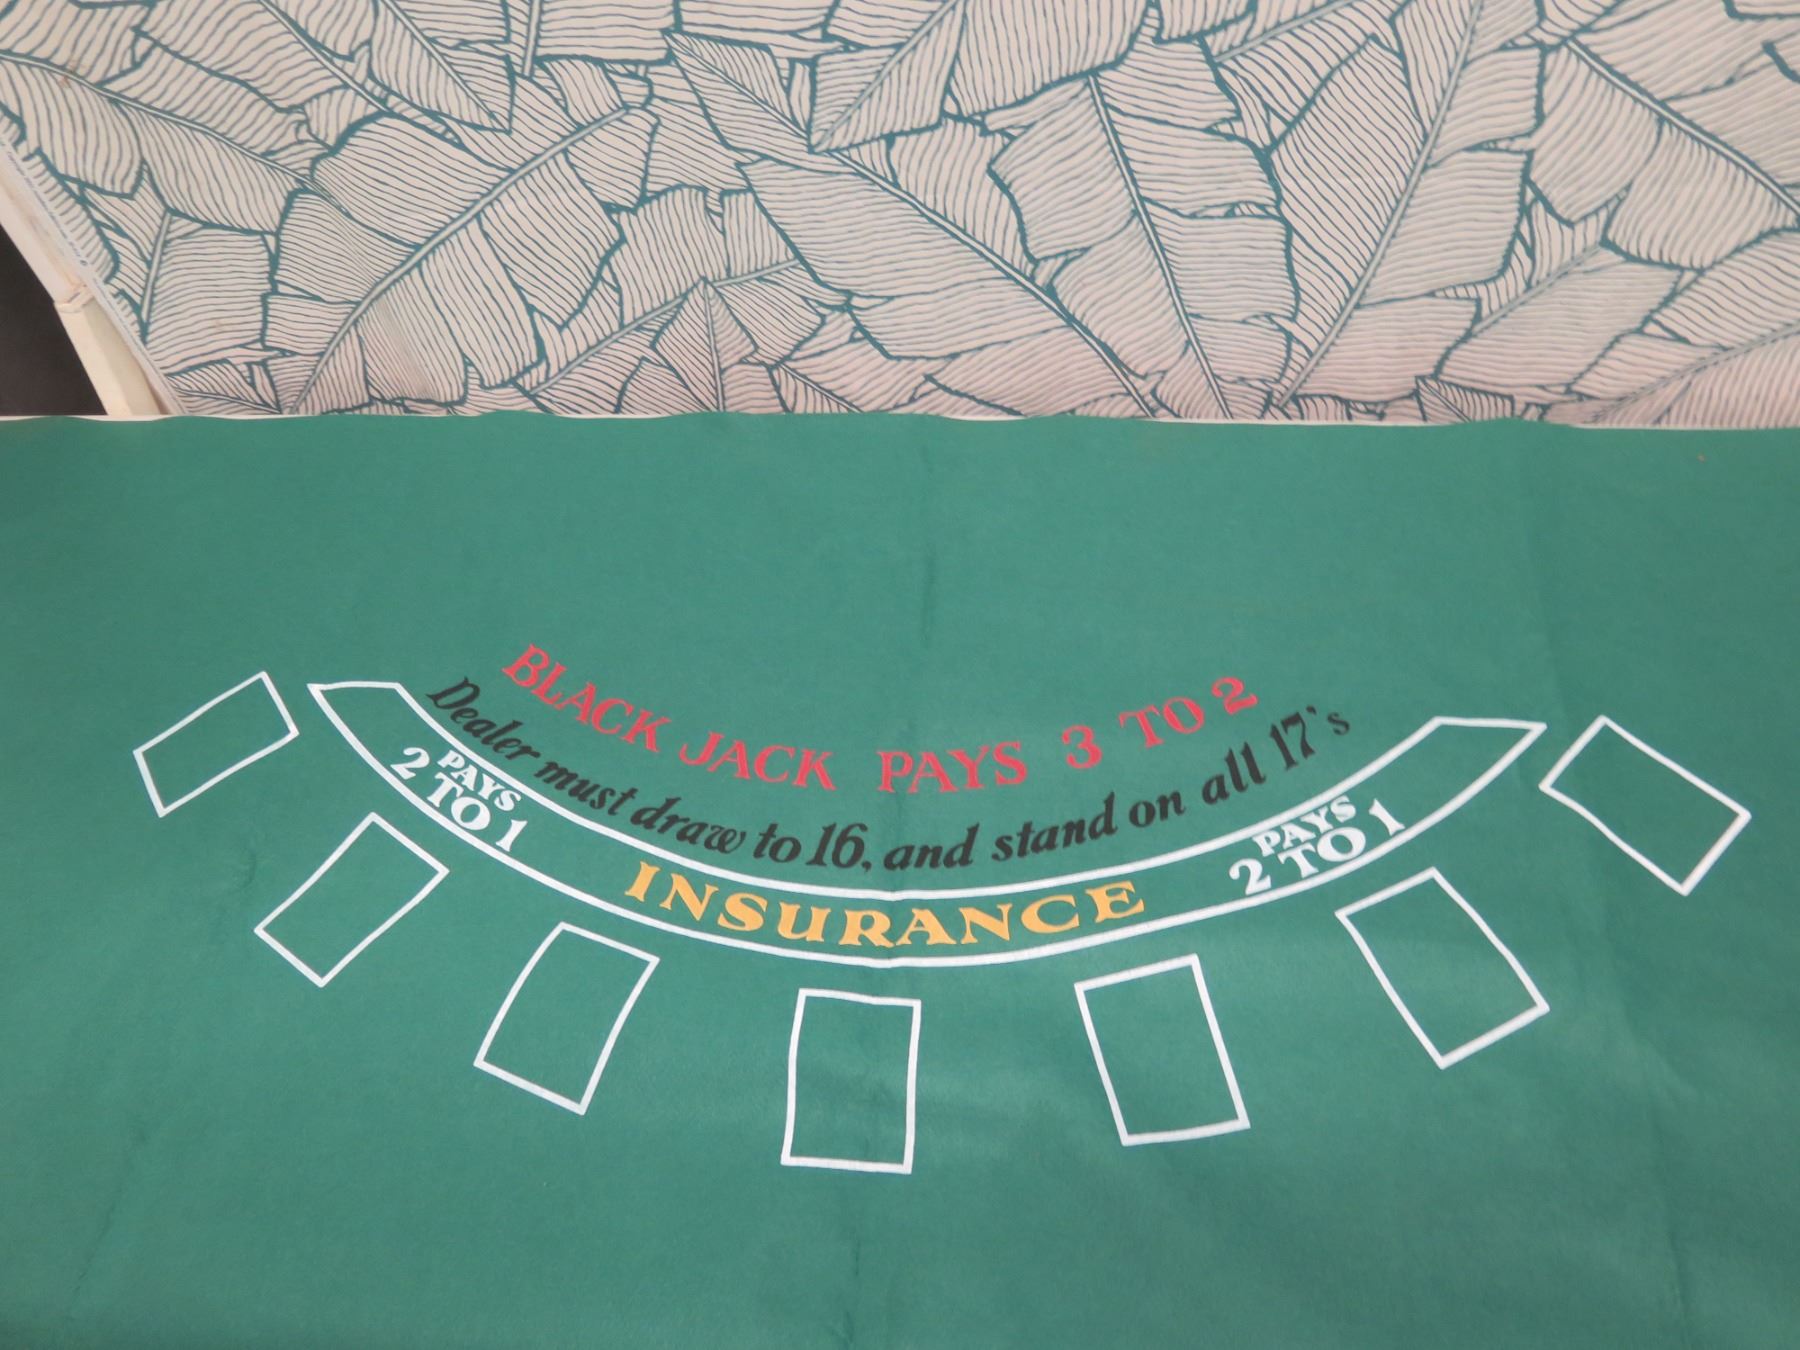 BLACK JACK PAYS 3 TO 2
Dealer must draw to 16, and stand on all 17's
PAYS
2 TO 1
INSURANCE
PAYS
2 TO 1